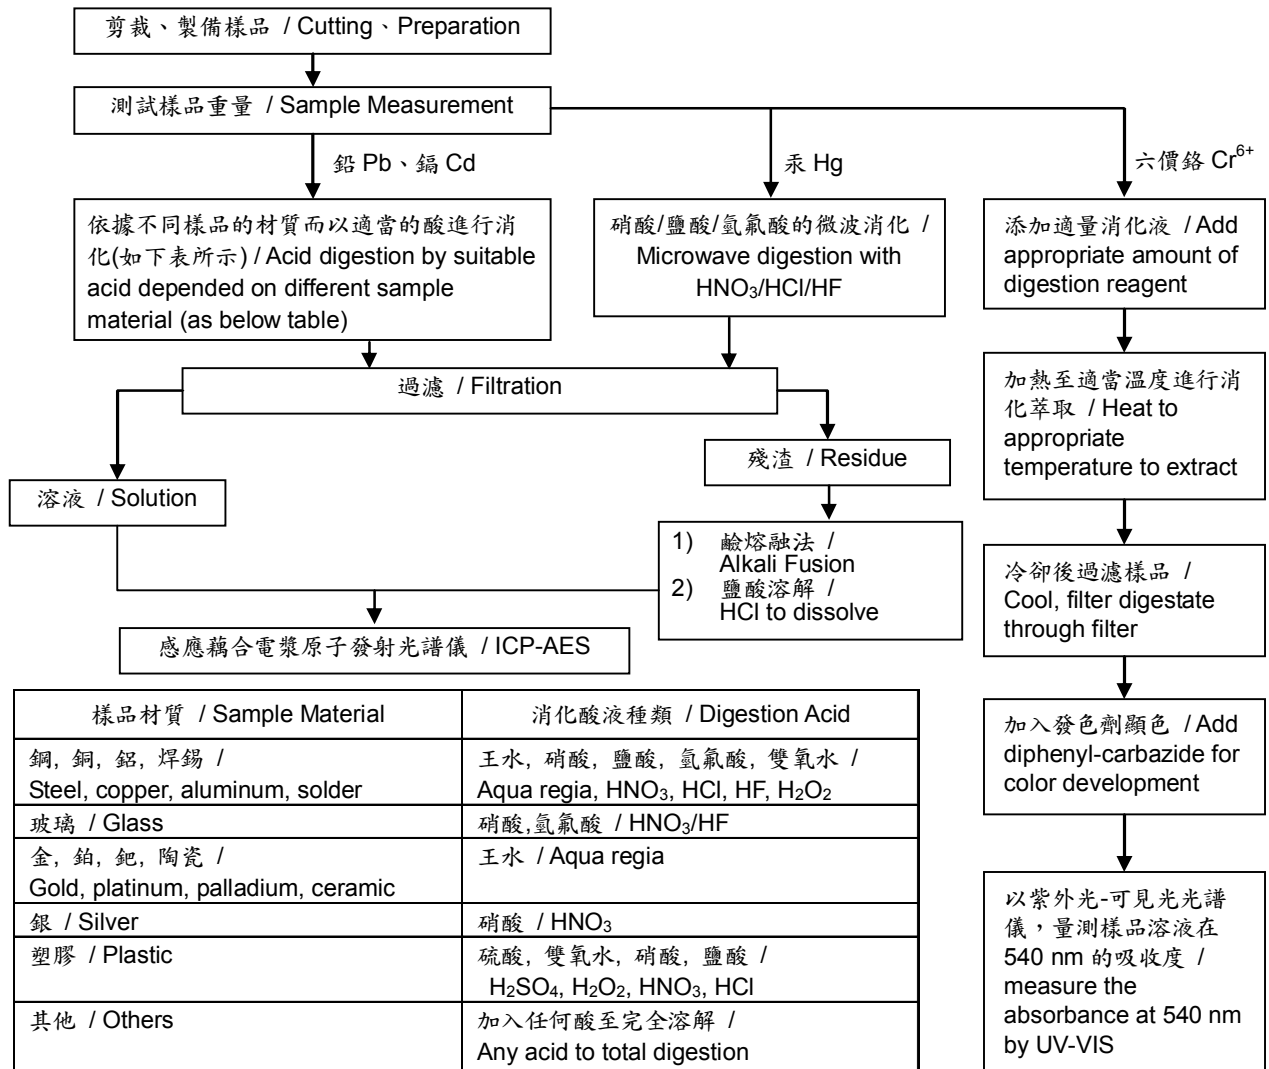 剪裁、製備樣品 / Cutting、Preparation
測試樣品重量 / Sample Measurement
鉛 Pb、鎘 Cd
汞 Hg
六價鉻 Cr⁶⁺
依據不同樣品的材質而以適當的酸進行消
化(如下表所示) / Acid digestion by suitable
acid depended on different sample
material (as below table)
硝酸/鹽酸/氫氟酸的微波消化 /
Microwave digestion with
HNO₃/HCl/HF
添加適量消化液 / Add
appropriate amount of
digestion reagent
過濾 / Filtration
加熱至適當溫度進行消
化萃取 / Heat to
appropriate
temperature to extract
溶液 / Solution
殘渣 / Residue
1) 鹼熔融法 /
Alkali Fusion
2) 鹽酸溶解 /
HCl to dissolve
冷卻後過濾樣品 /
Cool, filter digestate
through filter
感應藕合電漿原子發射光譜儀 / ICP-AES
加入發色劑顯色 / Add
diphenyl-carbazide for
color development
以紫外光-可見光光譜
儀，量測樣品溶液在
540 nm 的吸收度 /
measure the
absorbance at 540 nm
by UV-VIS
樣品材質 / Sample Material
消化酸液種類 / Digestion Acid
鋼, 銅, 鋁, 焊錫 /
Steel, copper, aluminum, solder
王水, 硝酸, 鹽酸, 氫氟酸, 雙氧水 /
Aqua regia, HNO₃, HCl, HF, H₂O₂
玻璃 / Glass
硝酸,氫氟酸 / HNO₃/HF
金, 鉑, 鈀, 陶瓷 /
Gold, platinum, palladium, ceramic
王水 / Aqua regia
銀 / Silver
硝酸 / HNO₃
塑膠 / Plastic
硫酸, 雙氧水, 硝酸, 鹽酸 /
H₂SO₄, H₂O₂, HNO₃, HCl
其他 / Others
加入任何酸至完全溶解 /
Any acid to total digestion